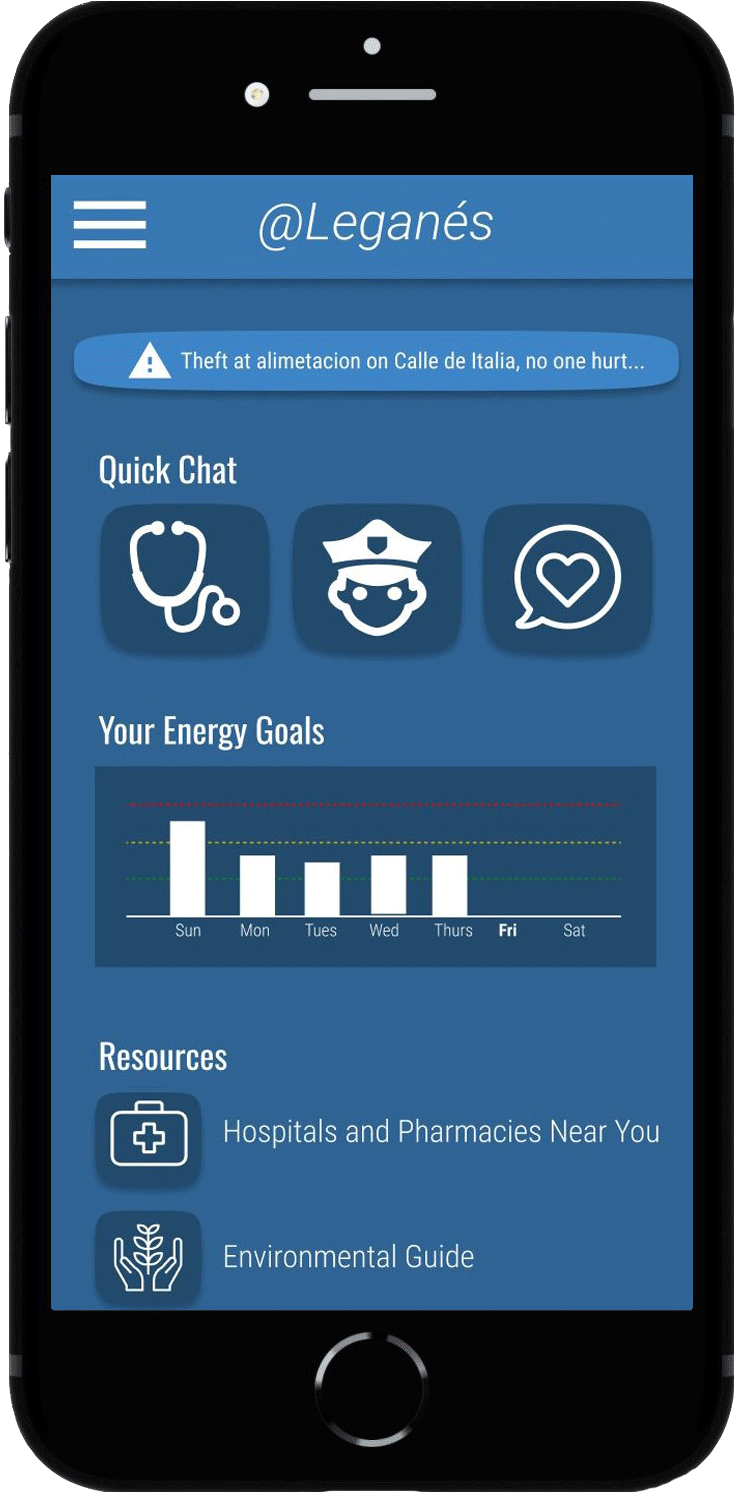 @Leganés
Theft at alimetacion on Calle de Italia, no one hurt...
Quick Chat
Your Energy Goals
Sun Mon Tues Wed Thurs Fri Sat
Resources
Hospitals and Pharmacies Near You
Environmental Guide